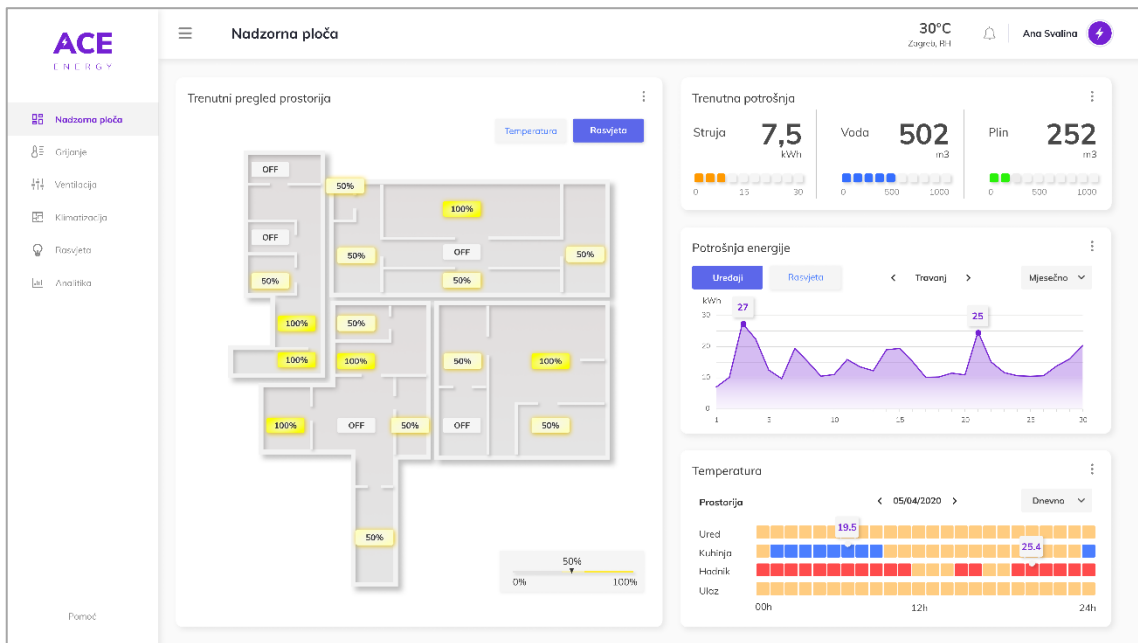 ACE
ENERGY
Nadzorna ploča
30°C
Zagreb, RH
Ana Svalina
Nadzorna ploča
Grijanje
Ventilacija
Klimatizacija
Rasvjeta
Analitika
Pomoć
Trenutni pregled prostorija
Temperatura
Rasvjeta
OFF
50%
100%
OFF
50%
OFF
50%
50%
50%
100%
50%
100%
100%
50%
100%
100%
OFF
50%
OFF
50%
50%
50%
0%
100%
Trenutna potrošnja
Struja
7,5
kWh
0 15 30
Voda
502
m3
0 500 1000
Plin
252
m3
0 500 1000
Potrošnja energije
Uređaji
Rasvjeta
Travanj
Mjesečno
kWh
27
25
30
20
10
0
1 5 10 15 20 25 30
Temperatura
Prostorija
05/04/2020
Dnevno
19.5
Ured
Kuhinja
25.4
Hodnik
Ulaz
00h 12h 24h